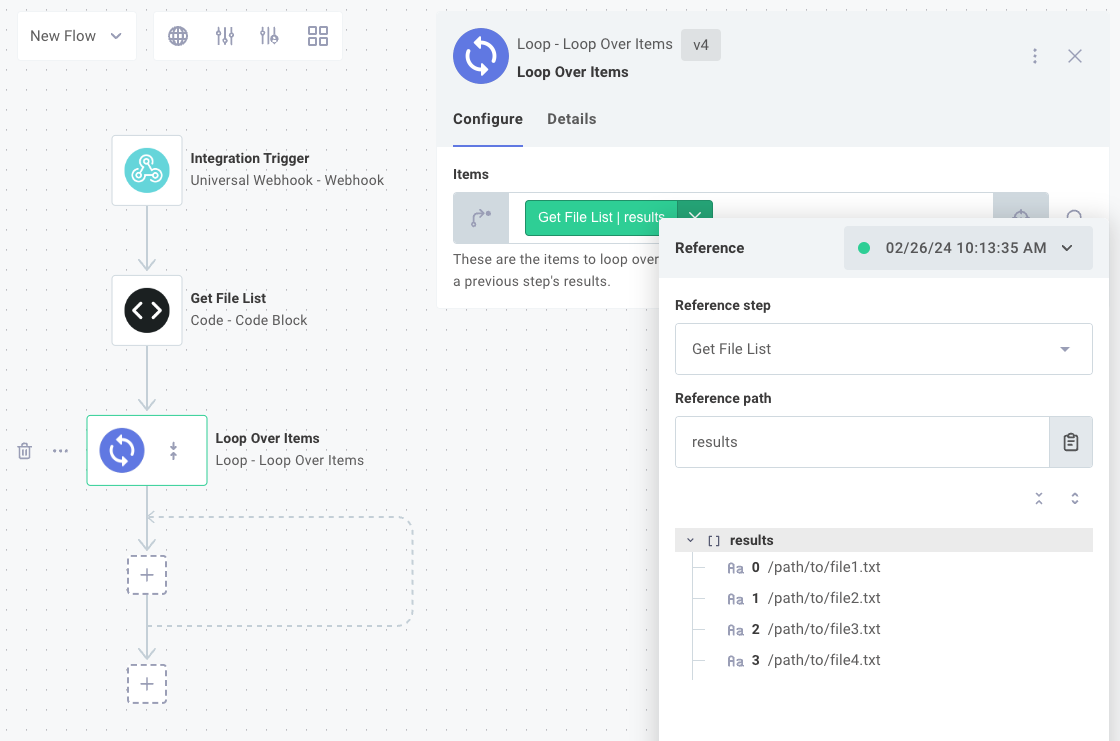 New Flow
Loop - Loop Over Items v4
Loop Over Items
Configure Details
Integration Trigger
Universal Webhook - Webhook
Items
Get File List | results
These are the items to loop over
a previous step's results.
Reference 02/26/24 10:13:35 AM
Reference step
Get File List
Reference path
results
results
Aa 0 /path/to/file1.txt
Aa 1 /path/to/file2.txt
Aa 2 /path/to/file3.txt
Aa 3 /path/to/file4.txt
Get File List
Code - Code Block
Loop Over Items
Loop - Loop Over Items